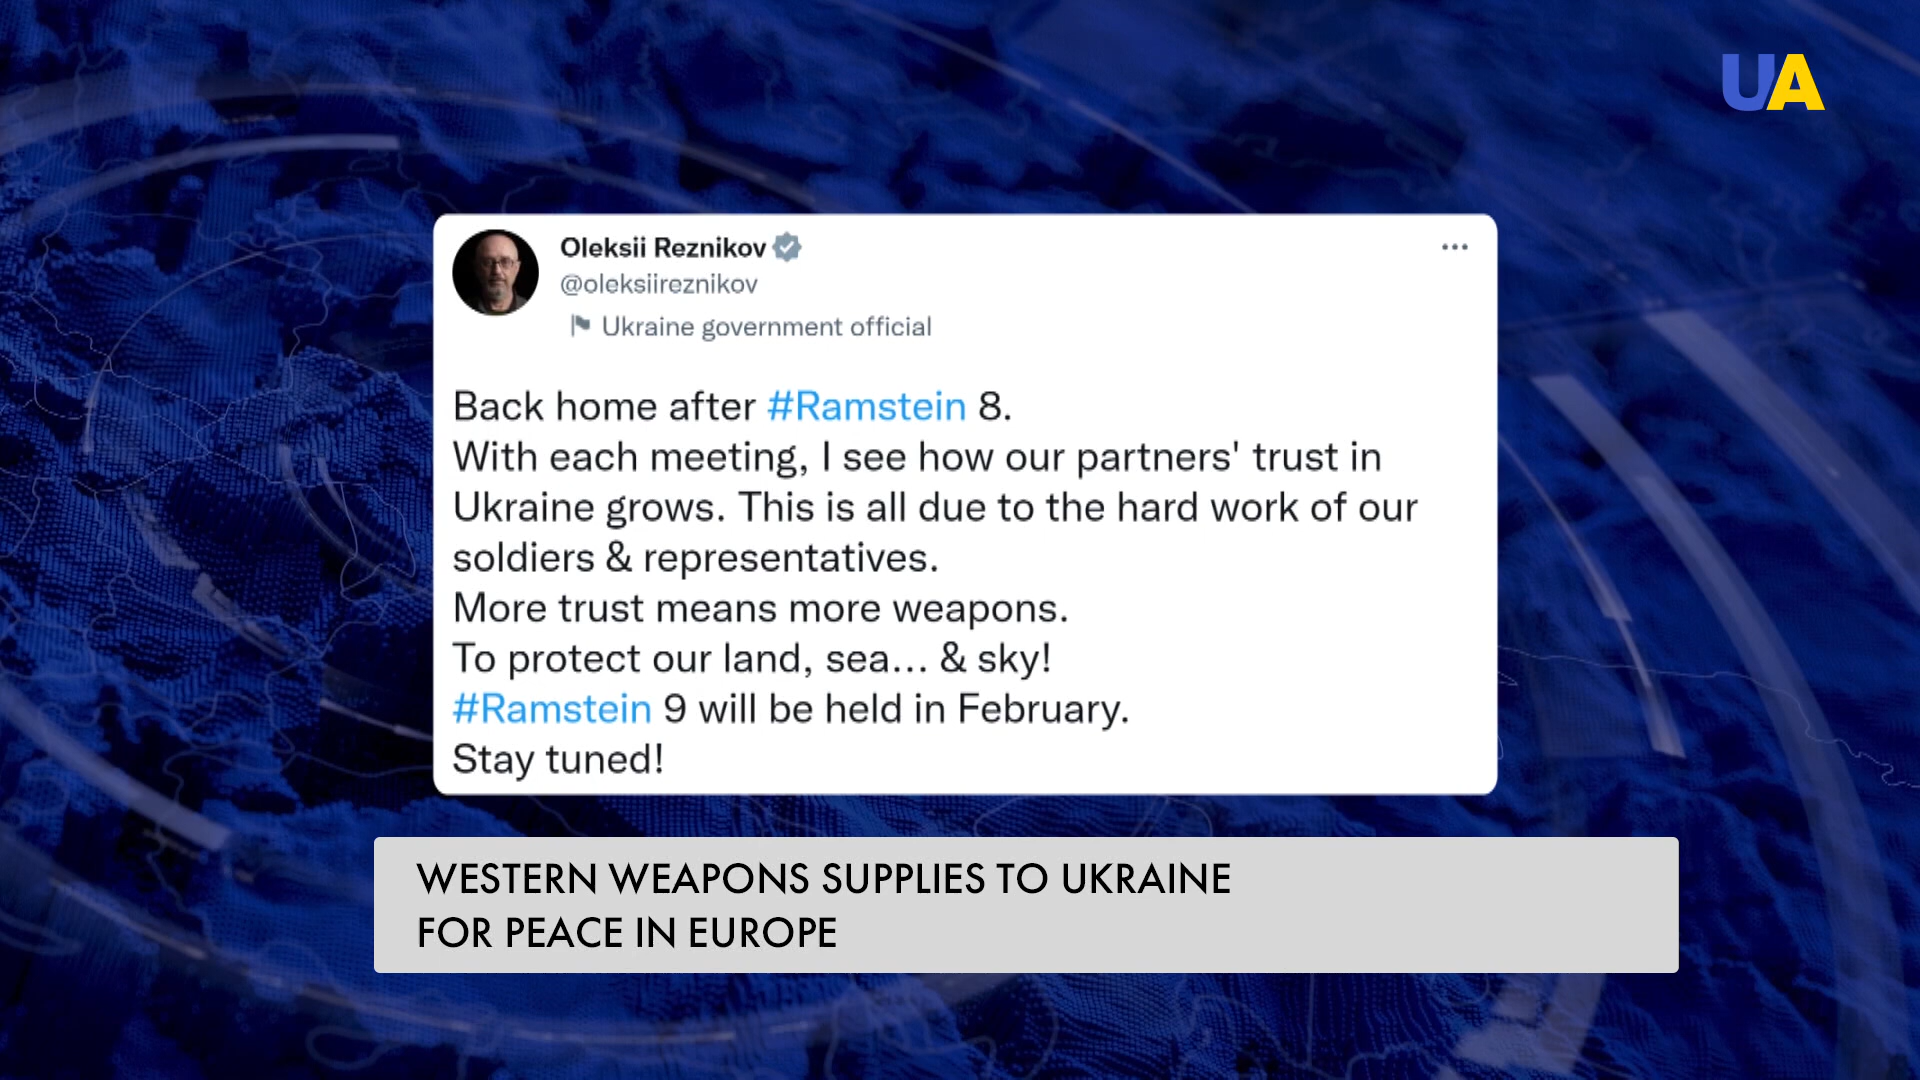 UA
Oleksii Reznikov
@oleksiireznikov
Ukraine government official
Back home after #Ramstein 8.
With each meeting, I see how our partners' trust in
Ukraine grows. This is all due to the hard work of our
soldiers & representatives.
More trust means more weapons.
To protect our land, sea... & sky!
#Ramstein 9 will be held in February.
Stay tuned!
WESTERN WEAPONS SUPPLIES TO UKRAINE
FOR PEACE IN EUROPE